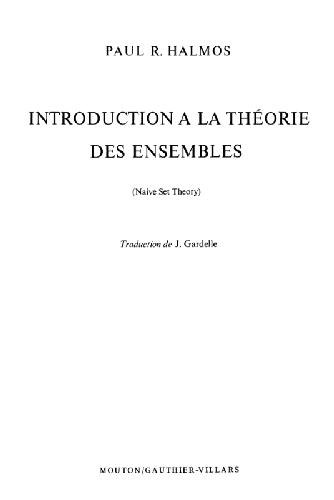 PAUL R. HALMOS
INTRODUCTION A LA THÉORIE
DES ENSEMBLES
(Naive Set Theory)
Traduction de J. Gardelle
MOUTON/GAUTHIER-VILLARS